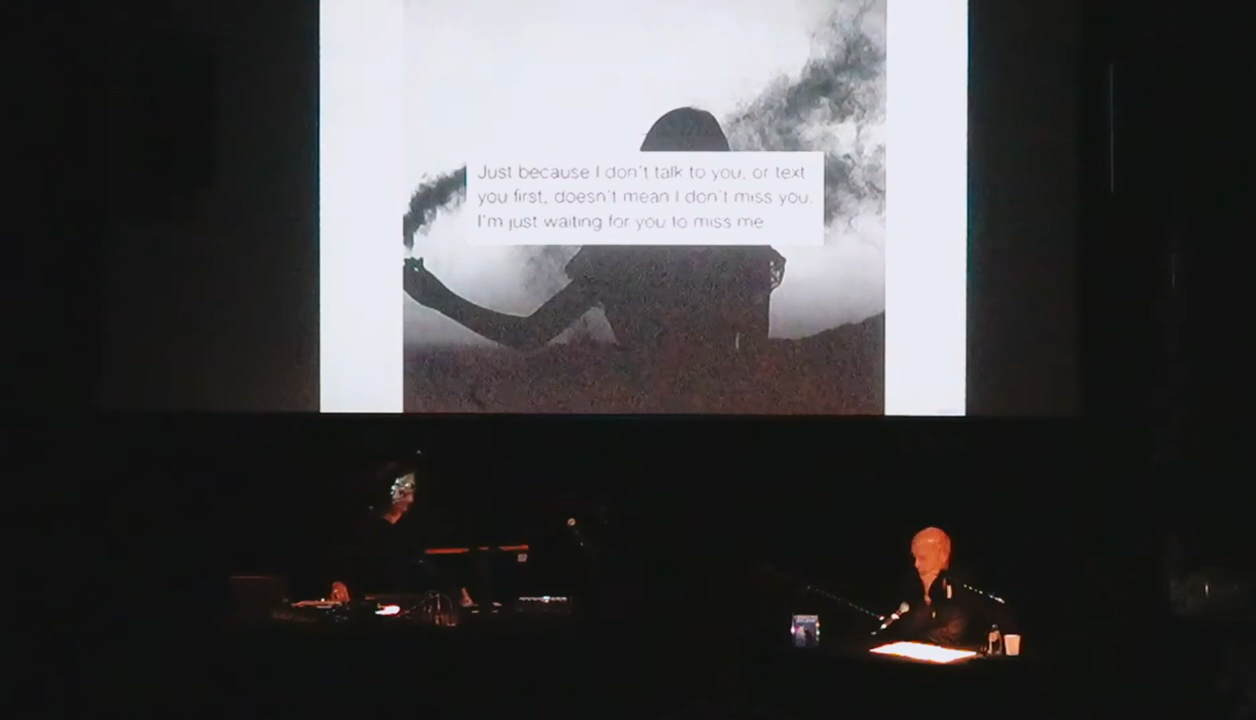 Just because I don't talk to you, or text
you first, doesn't mean I don't miss you.
I'm just waiting for you to miss me